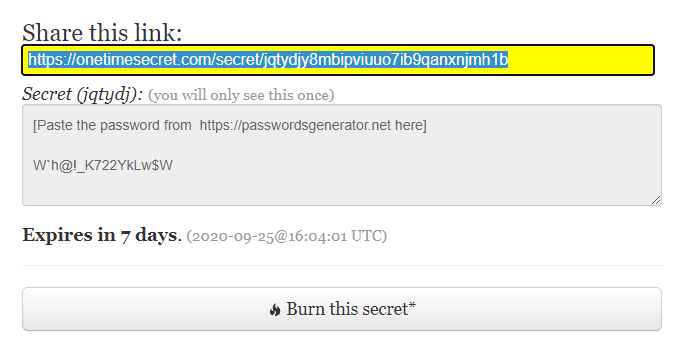 Share this link:
https://onetimesecret.com/secret/jqtydjy8mbipviuuo7ib9qanxnjmh1b
Secret (jqtydj): (you will only see this once)
[Paste the password from  https://passwordsgenerator.net here]
W`h@!_K722YkLw$W
Expires in 7 days. (2020-09-25@16:04:01 UTC)
Burn this secret*